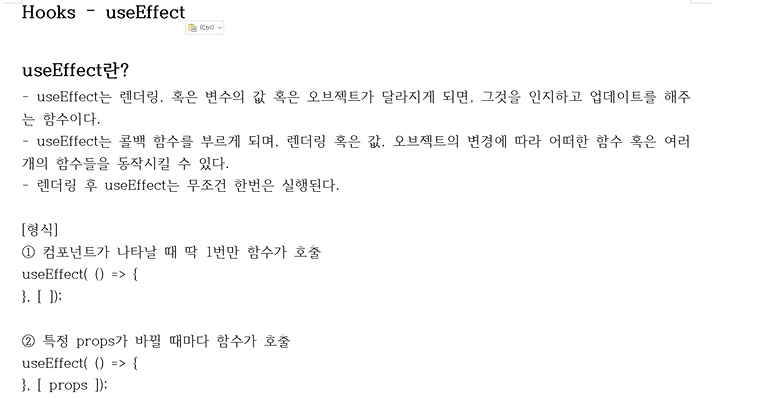 Hooks - useEffect
(Ctrl)
useEffect란?
- useEffect는 렌더링, 혹은 변수의 값 혹은 오브젝트가 달라지게 되면, 그것을 인지하고 업데이트를 해주
는 함수이다.
- useEffect는 콜백 함수를 부르게 되며, 렌더링 혹은 값, 오브젝트의 변경에 따라 어떠한 함수 혹은 여러
개의 함수들을 동작시킬 수 있다.
- 렌더링 후 useEffect는 무조건 한번은 실행된다.
[형식]
① 컴포넌트가 나타날 때 딱 1번만 함수가 호출
useEffect( () => {
}, [ ]);
② 특정 props가 바뀔 때마다 함수가 호출
useEffect( () => {
}, [ props ]);